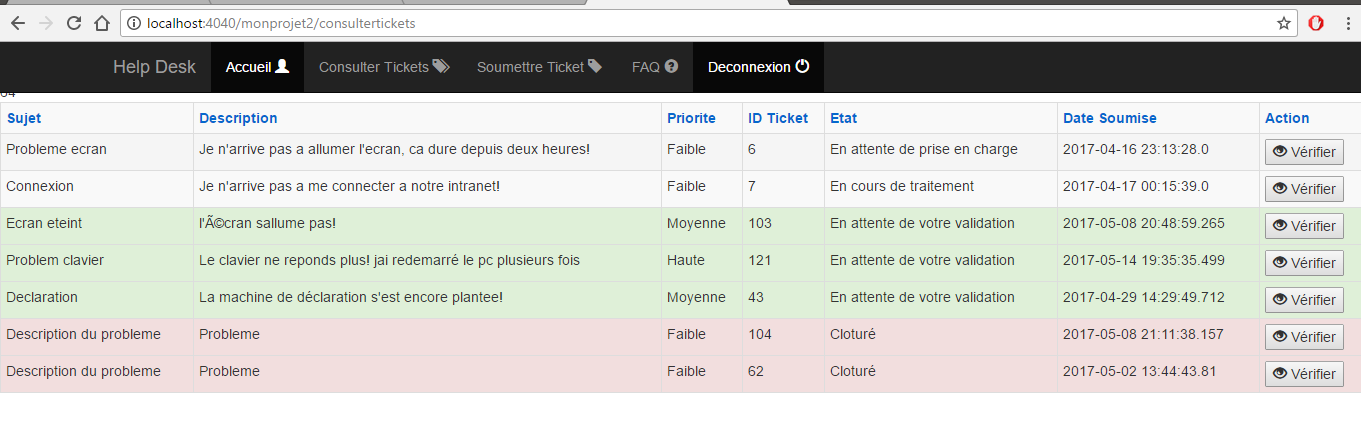 localhost:4040/monprojet2/consultertickets
Help Desk Accueil Consulter Tickets Soumettre Ticket FAQ Deconnexion
Sujet Description Priorite ID Ticket Etat Date Soumise Action
Probleme ecran Je n'arrive pas a allumer l'ecran, ca dure depuis deux heures! Faible 6 En attente de prise en charge 2017-04-16 23:13:28.0 Vérifier
Connexion Je n'arrive pas a me connecter a notre intranet! Faible 7 En cours de traitement 2017-04-17 00:15:39.0 Vérifier
Ecran eteint l'Ã©cran sallume pas! Moyenne 103 En attente de votre validation 2017-05-08 20:48:59.265 Vérifier
Problem clavier Le clavier ne reponds plus! jai redemarré le pc plusieurs fois Haute 121 En attente de votre validation 2017-05-14 19:35:35.499 Vérifier
Declaration La machine de déclaration s'est encore plantee! Moyenne 43 En attente de votre validation 2017-04-29 14:29:49.712 Vérifier
Description du probleme Probleme Faible 104 Cloturé 2017-05-08 21:11:38.157 Vérifier
Description du probleme Probleme Faible 62 Cloturé 2017-05-02 13:44:43.81 Vérifier